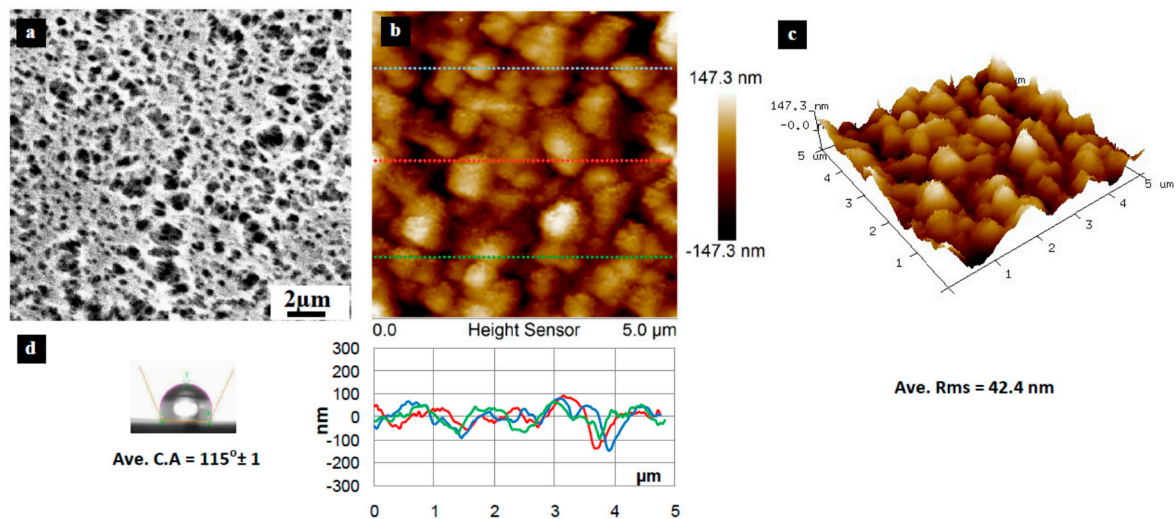 a
2µm
b
147.3 nm
-147.3 nm
0.0 Height Sensor 5.0 µm
c
147.3 nm
-0.0
5 um
4
3
2
1
1
2
3
4
5 um
um
Ave. Rms = 42.4 nm
d
Ave. C.A = 115°± 1
nm
300
200
100
0
-100
-200
-300
µm
0 1 2 3 4 5